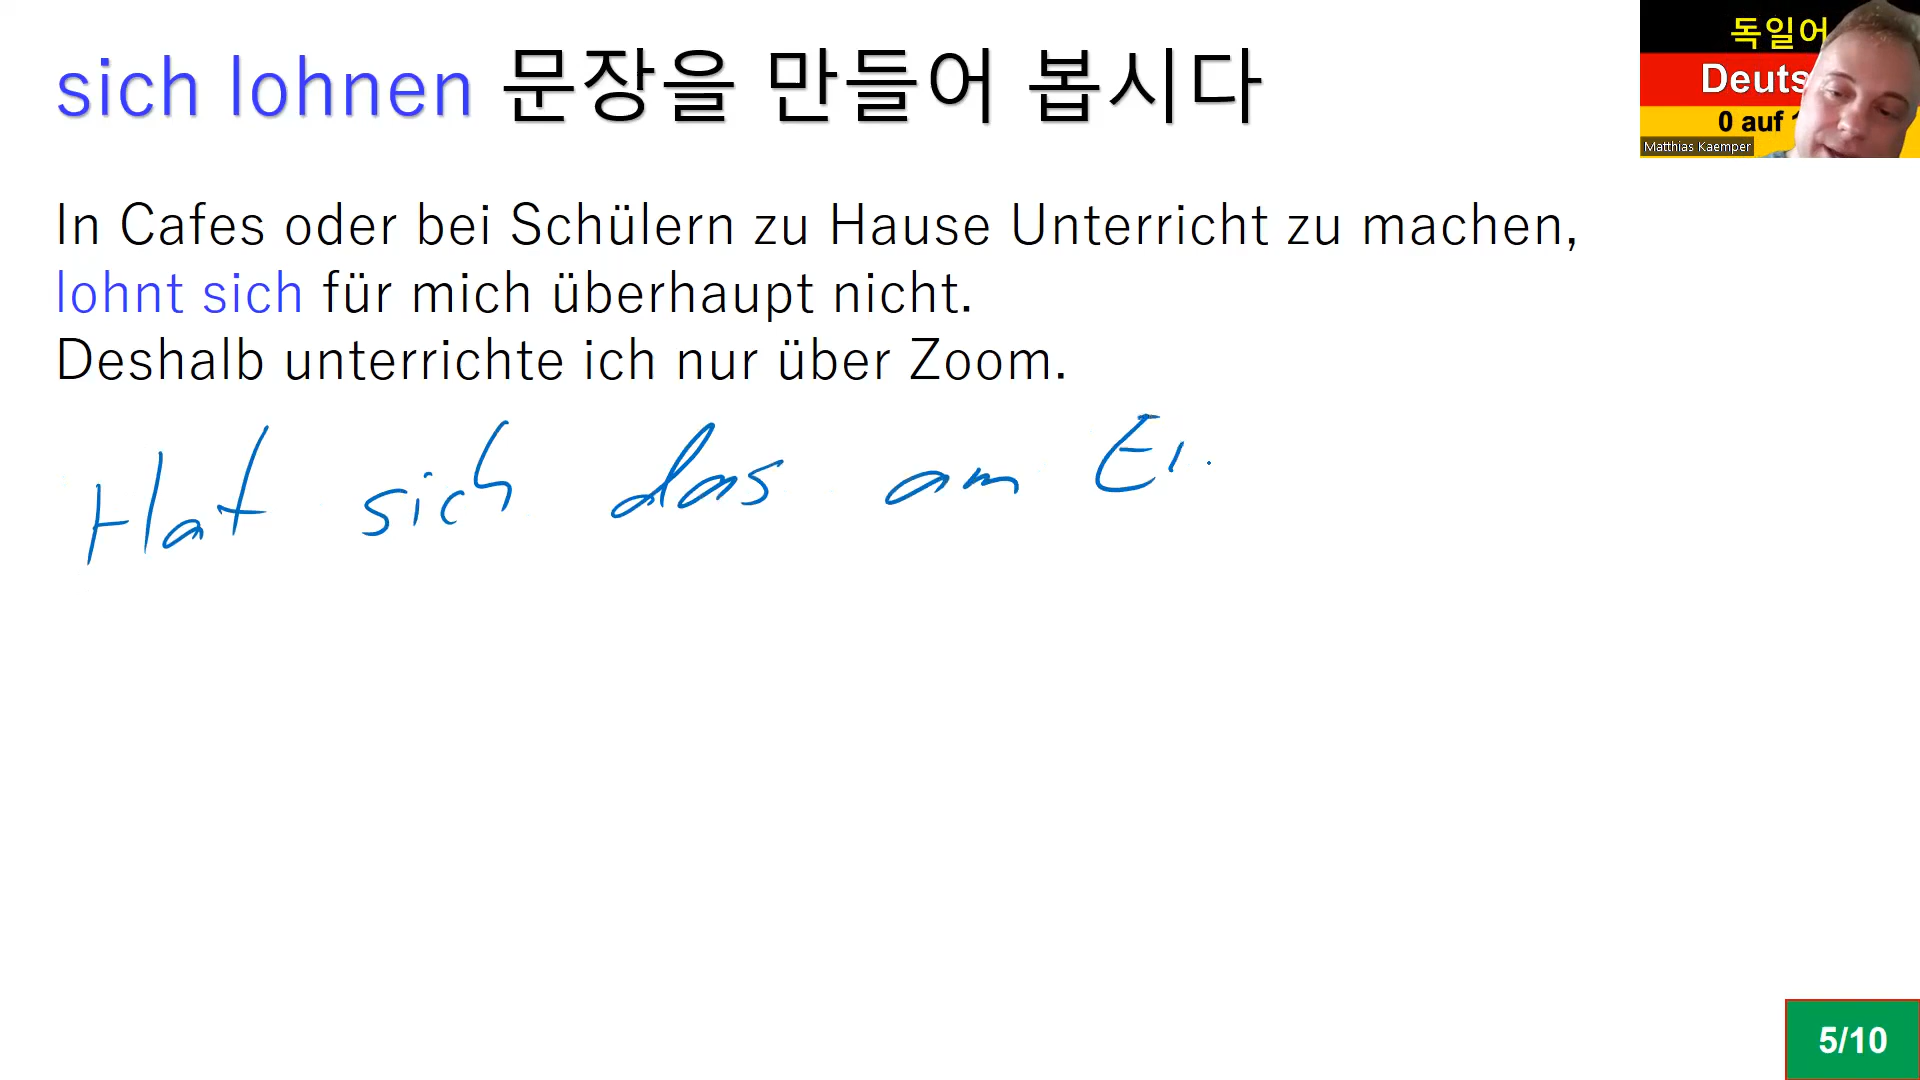 sich lohnen 문장을 만들어 봅시다
독일어
Deuts
0 auf
Matthias Kaemper
In Cafes oder bei Schülern zu Hause Unterricht zu machen,
lohnt sich für mich überhaupt nicht.
Deshalb unterrichte ich nur über Zoom.
Hat sich das am
5/10